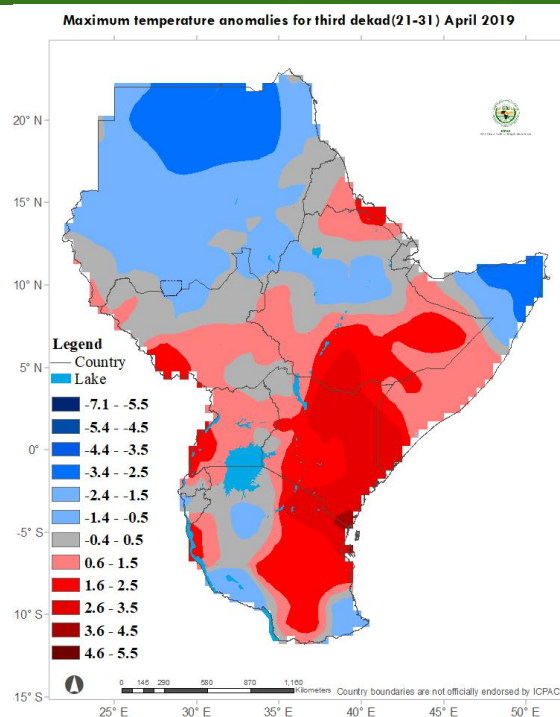 Maximum temperature anomalies for third dekad(21-31) April 2019
20° N
15° N
10° N
5° N
0°
5° S
10° S
15° S
Legend
Country
Lake
-7.1 - -5.5
-5.4 - -4.5
-4.4 - -3.5
-3.4 - -2.5
-2.4 - -1.5
-1.4 - -0.5
-0.4 - 0.5
0.6 - 1.5
1.6 - 2.5
2.6 - 3.5
3.6 - 4.5
4.6 - 5.5
0 145 290 580 870 1,160
Kilometers
Country boundaries are not officially endorsed by ICPAC
25° E 30° E 35° E 40° E 45° E 50° E